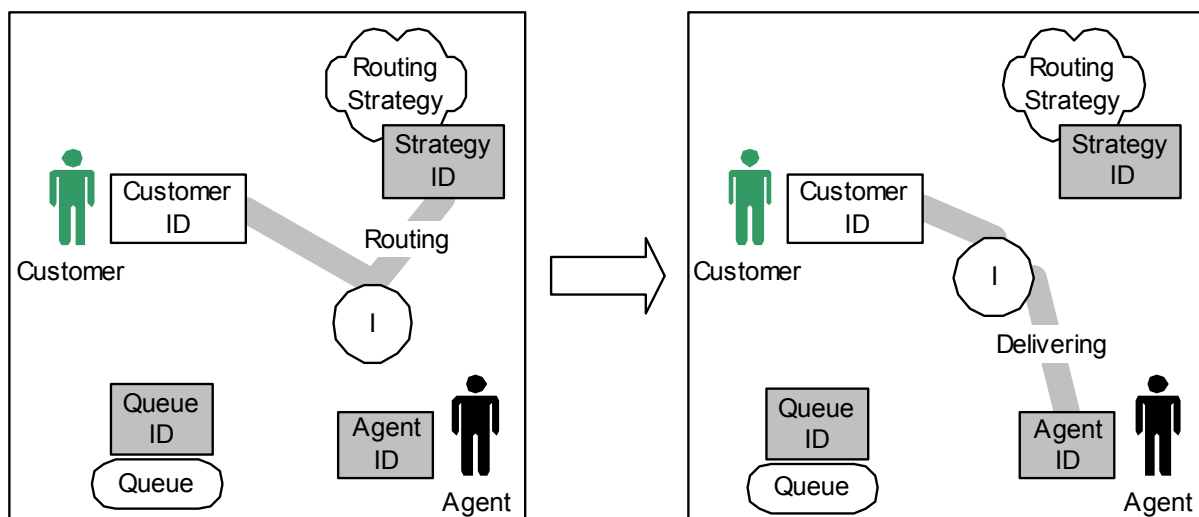 Routing
Strategy
Strategy
ID
Customer
ID
Routing
Customer
I
Queue
ID
Queue
Agent
ID
Agent
Routing
Strategy
Strategy
ID
Customer
ID
Customer
I
Delivering
Queue
ID
Queue
Agent
ID
Agent